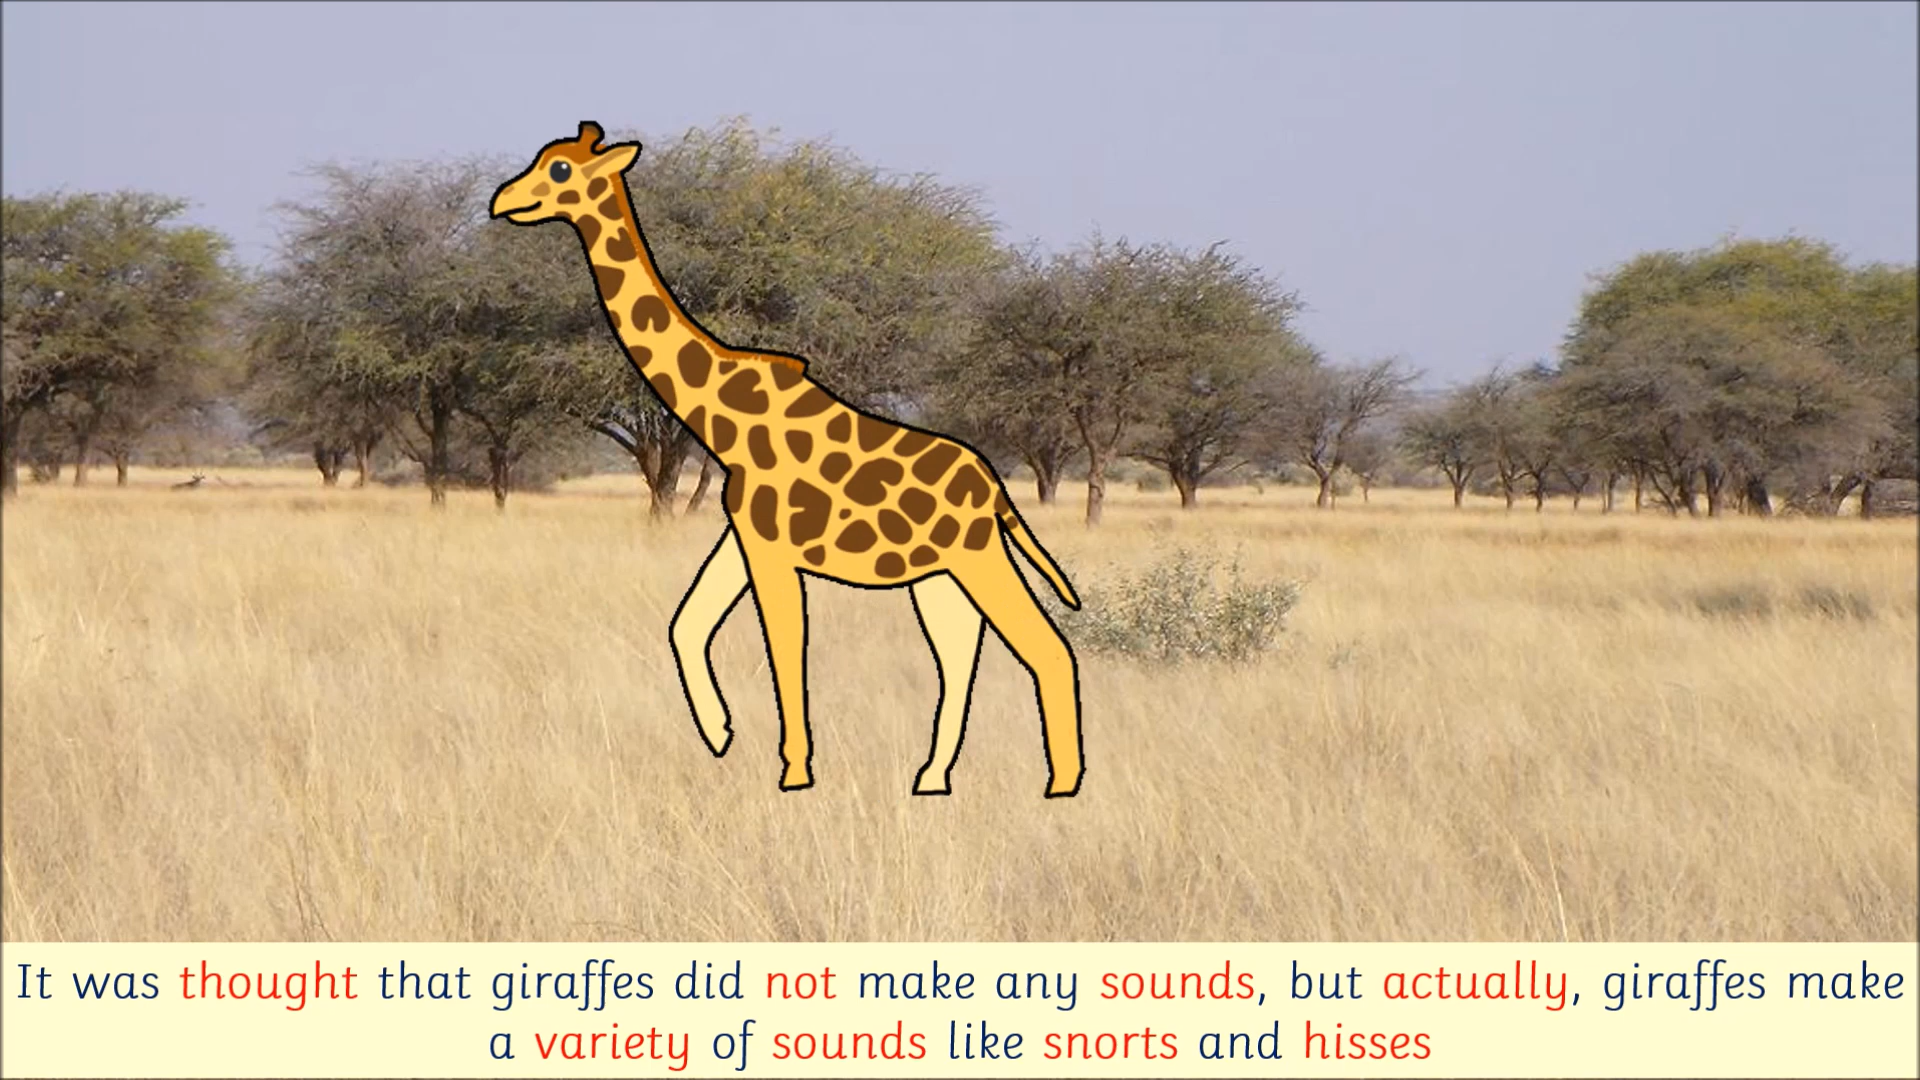 It was thought that giraffes did not make any sounds, but actually, giraffes make
a variety of sounds like snorts and hisses